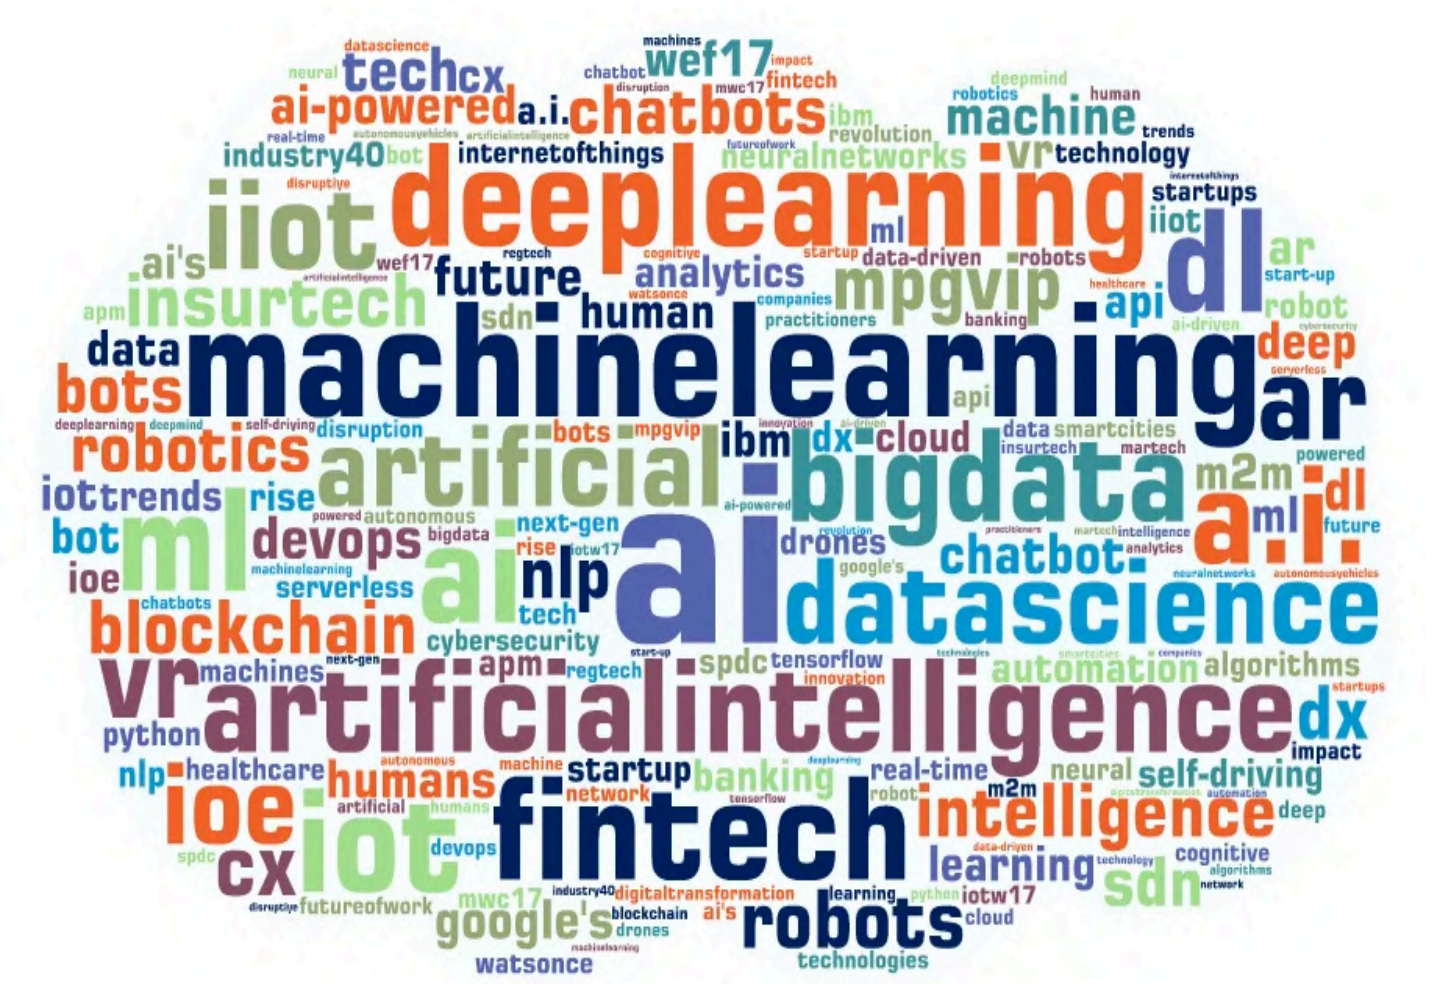 datascience machines
neural techcx chatbot wef17 impact
disruption mwc17 fintech deepmind
ai-powered a.i. chatbots ibm robotics human
real-time autonomousvehicles artificialintelligence revolution machine trends
industry40 bot internetofthings futureofwork neuralnetworks vr technology
disruptive deeplearning internetofthings startups
iiot ml iiot dl
ai's wef17 regtech cognitive startup data-driven robots ar
artificialintelligence future analytics mpgvip healthcare api start-up
apm insurtech watsonce companies robot
sdn human practitioners banking ai-driven cybersecurity
data machinelearning deep
bots api serverless ar
deeplearning deepmind self-driving disruption bots mpgvip innovation ai-driven data smartcities
robotics artificial ibm dx cloud insurtech martech
bigdata m2m powered
iot trends rise ai-powered a.i. dl
powered autonomous next-gen revolution practitioners martech intelligence ml future
bot ml devops bigdata ai rise iotw17 ai drones chatbot analytics
ioe machinelearning nlp google's neuralnetworks autonomousvehicles
chatbots serverless tech datascience
blockchain cybersecurity
start-up technologies smartcities companies
vr machines next-gen apm regtech spdc tensorflow automation algorithms
innovation startups
python artificialintelligence dx
impact
autonomous machine deeplearning
nlp healthcare humans startup banking real-time neural self-driving
ioe network tensorflow robot m2m digitaltransformation automation
artificial humans iot fintech intelligence deep
spdc cx devops data-driven learning technology cognitive
algorithms
sdn network
mwc17 industry40 digitaltransformation learning python iotw17
disruptive futureofwork google's blockchain ai's robots cloud
drones
machinelearning
watsonce technologies